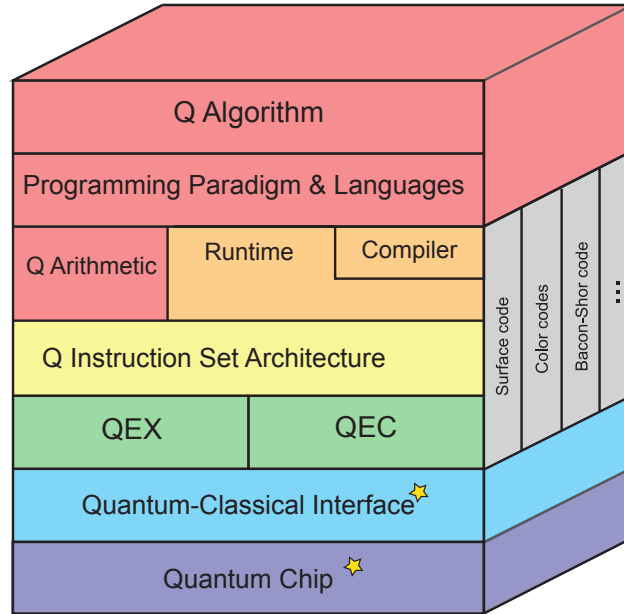 Q Algorithm
Programming Paradigm & Languages
Q Arithmetic
Runtime
Compiler
Q Instruction Set Architecture
QEX
QEC
Quantum-Classical Interface
Quantum Chip
Surface code
Color codes
Bacon-Shor code
...